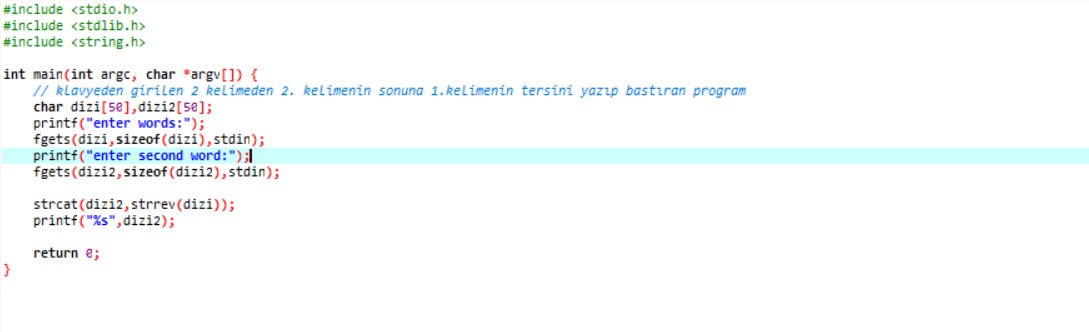 #include <stdio.h>
#include <stdlib.h>
#include <string.h>
int main(int argc, char *argv[]) {
// klavyeden girilen 2 kelimeden 2. kelimenin sonuna 1.kelimenin tersini yazıp bastıran program
char dizi[50],dizi2[50];
printf("enter words:");
fgets(dizi,sizeof(dizi),stdin);
printf("enter second word:");
fgets(dizi2,sizeof(dizi2),stdin);
strcat(dizi2,strrev(dizi));
printf("%s",dizi2);
return 0;
}